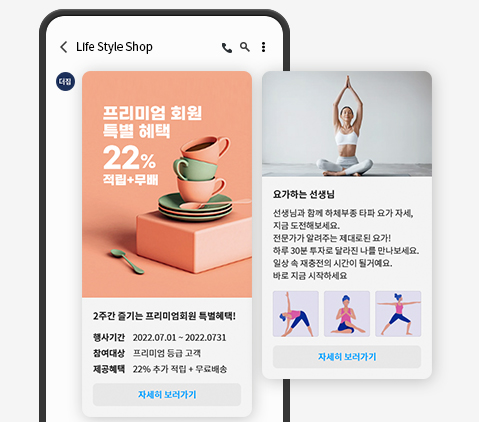 Life Style Shop
더짐
프리미엄 회원
특별 혜택
22%
적립+무배
2주간 즐기는 프리미엄회원 특별혜택!
행사기간 2022.07.01 ~ 2022.0731
참여대상 프리미엄 등급 고객
제공혜택 22% 추가 적립 + 무료배송
자세히 보러가기
요가하는 선생님
선생님과 함께 하체부종 타파 요가 자세,
지금 도전해보세요.
전문가가 알려주는 제대로된 요가!
하루 30분 투자로 달라진 나를 만나보세요.
일상 속 재충전의 시간이 될거예요.
바로 지금 시작하세요
자세히 보러가기